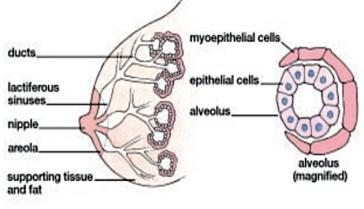 ducts
lactiferous
sinuses
nipple
areola
supporting tissue
and fat
myoepithelial cells
epithelial cells
alveolus
alveolus
(magnified)